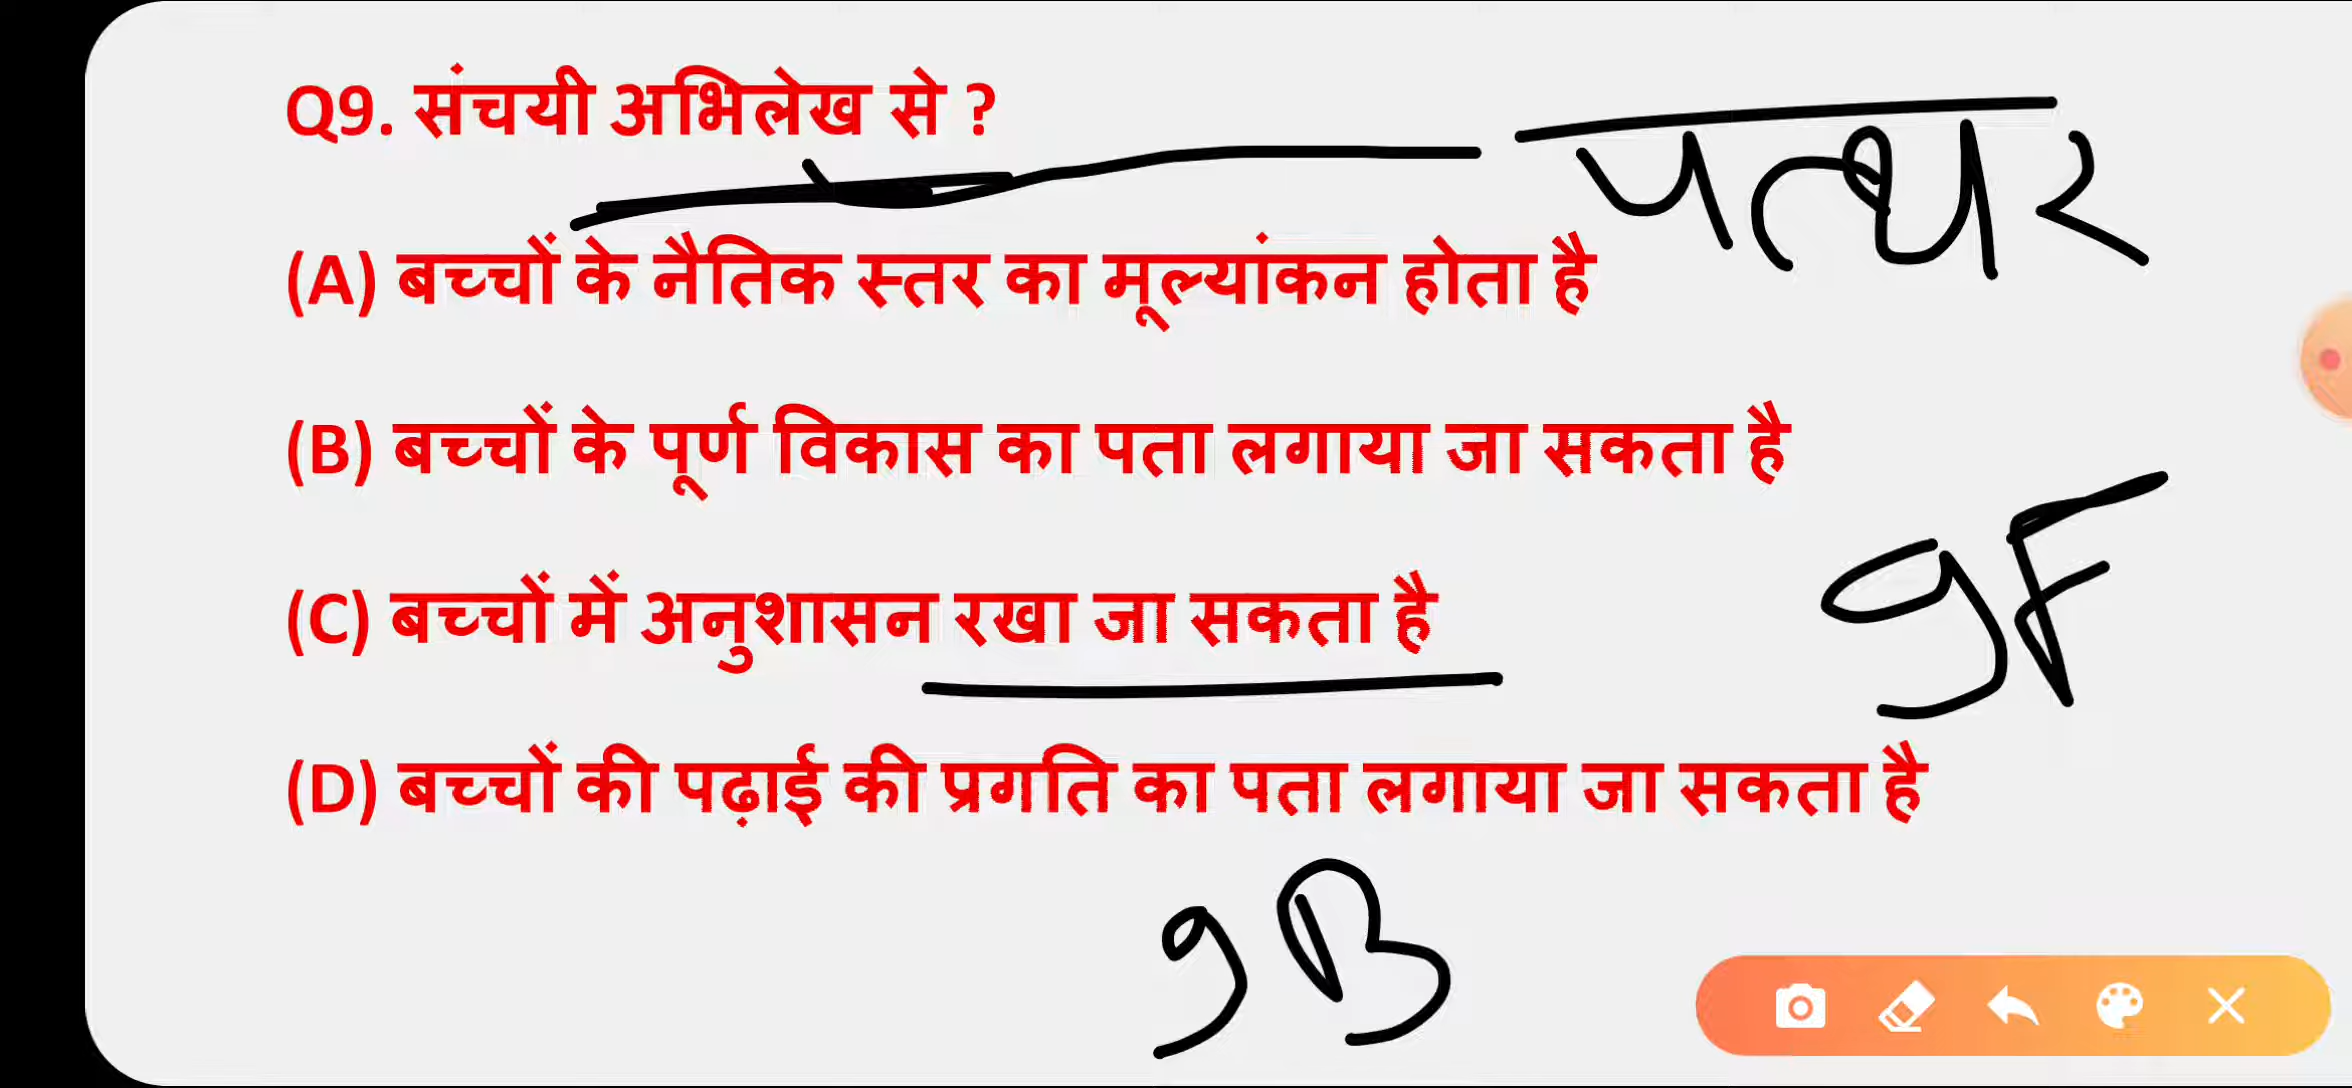 Q9. संचयी अभिलेख से ?
पत्थर
(A) बच्चों के नैतिक स्तर का मूल्यांकन होता है
(B) बच्चों के पूर्ण विकास का पता लगाया जा सकता है
9F
(C) बच्चों में अनुशासन रखा जा सकता है
(D) बच्चों की पढ़ाई की प्रगति का पता लगाया जा सकता है
9B